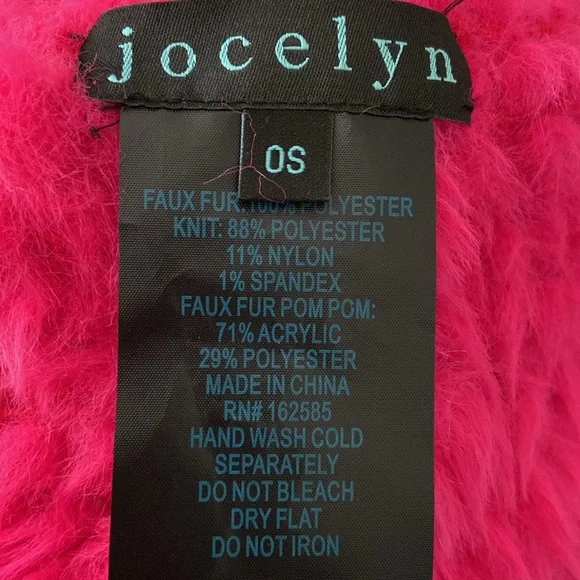 jocelyn
OS
FAUX FUR: 100% POLYESTER
KNIT: 88% POLYESTER
11% NYLON
1% SPANDEX
FAUX FUR POM POM:
71% ACRYLIC
29% POLYESTER
MADE IN CHINA
RN# 162585
HAND WASH COLD
SEPARATELY
DO NOT BLEACH
DRY FLAT
DO NOT IRON